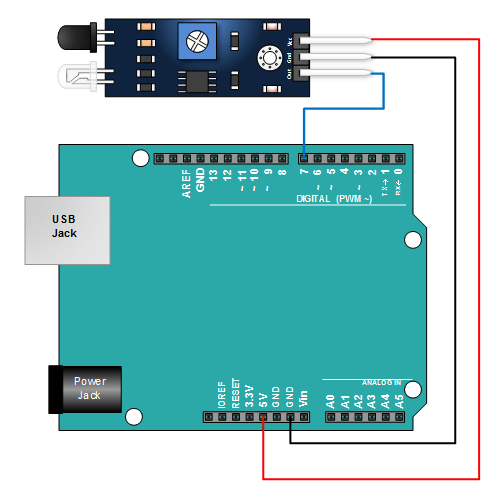 Vcc
Gnd
Out
AREF
GND
13
12
~ 11
~ 10
~ 9
8
7
~ 6
~ 5
4
~ 3
2
TX→ 1
RX← 0
DIGITAL (PWM ~)
USB
Jack
Power
Jack
ANALOG IN
IOREF
RESET
3.3V
5V
GND
GND
Vin
A0
A1
A2
A3
A4
A5